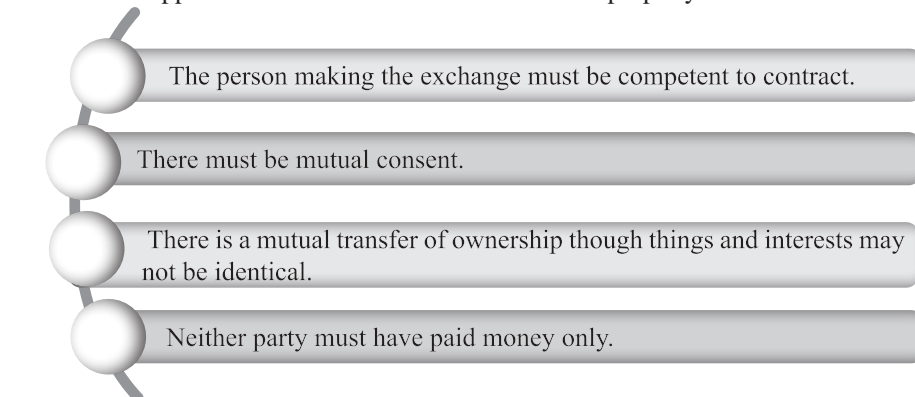 The person making the exchange must be competent to contract.
There must be mutual consent.
There is a mutual transfer of ownership though things and interests may
not be identical.
Neither party must have paid money only.